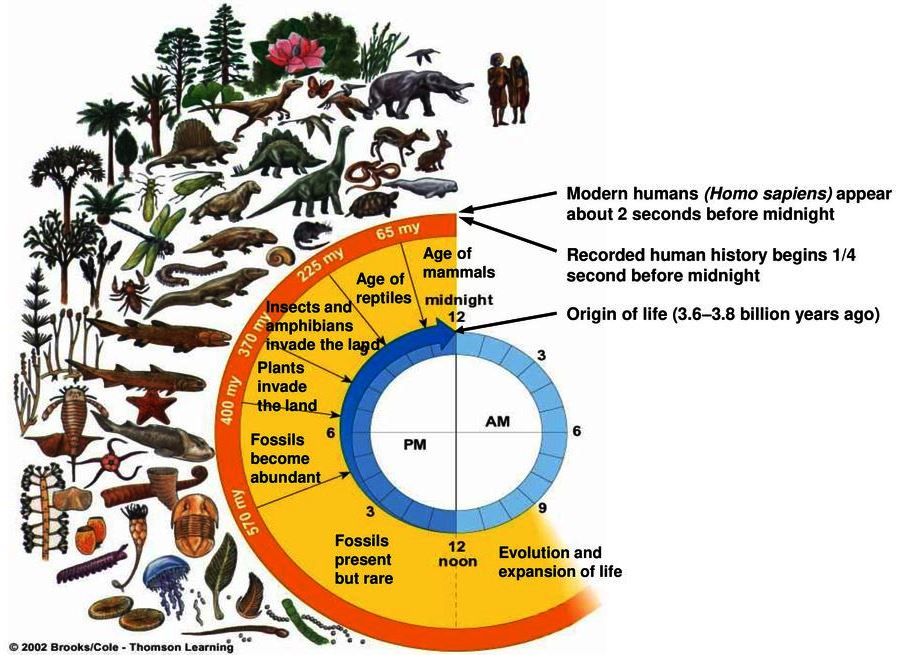 Modern humans (Homo sapiens) appear
about 2 seconds before midnight
Recorded human history begins 1/4
second before midnight
Origin of life (3.6–3.8 billion years ago)
65 my
225 my
370 my
400 my
570 my
Age of
mammals
Age of
reptiles
Insects and
amphibians
invade the land
Plants
invade
the land
Fossils
become
abundant
Fossils
present
but rare
Evolution and
expansion of life
midnight
12
3
6
9
12
noon
3
6
9
PM
AM
© 2002 Brooks/Cole - Thomson Learning